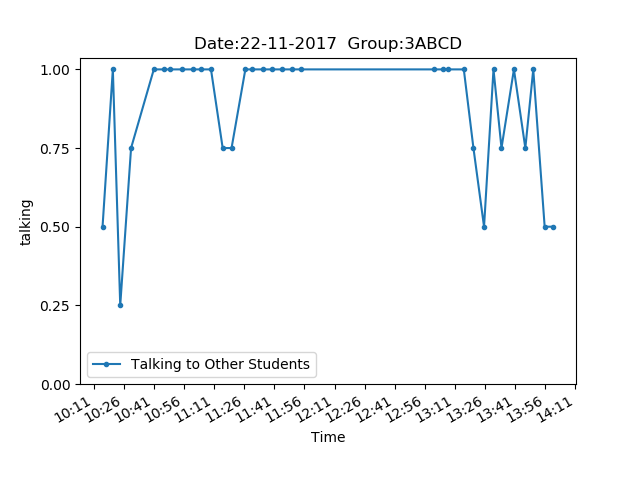 Date:22-11-2017  Group:3ABCD
1.00
0.75
0.50
0.25
0.00
talking
Talking to Other Students
10:11 10:26 10:41 10:56 11:11 11:26 11:41 11:56 12:11 12:26 12:41 12:56 13:11 13:26 13:41 13:56 14:11
Time